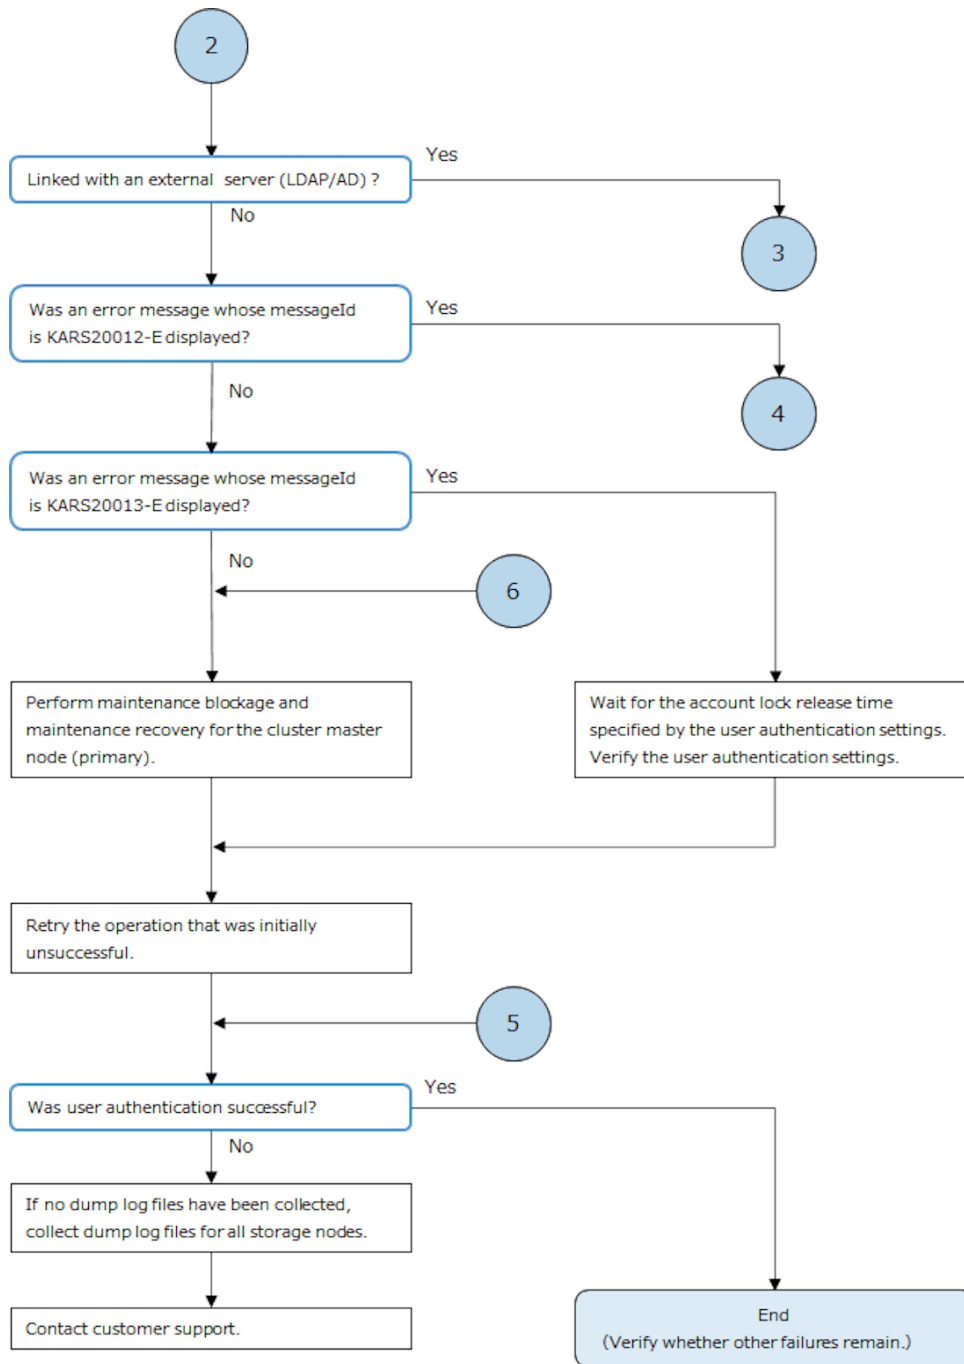 2
Linked with an external server (LDAP/AD) ?
Yes
No
3
Was an error message whose messageId
is KARS20012-E displayed?
Yes
No
4
Was an error message whose messageId
is KARS20013-E displayed?
Yes
No
6
Perform maintenance blockage and
maintenance recovery for the cluster master
node (primary).
Wait for the account lock release time
specified by the user authentication settings.
Verify the user authentication settings.
Retry the operation that was initially
unsuccessful.
5
Was user authentication successful?
Yes
No
If no dump log files have been collected,
collect dump log files for all storage nodes.
Contact customer support.
End
(Verify whether other failures remain.)